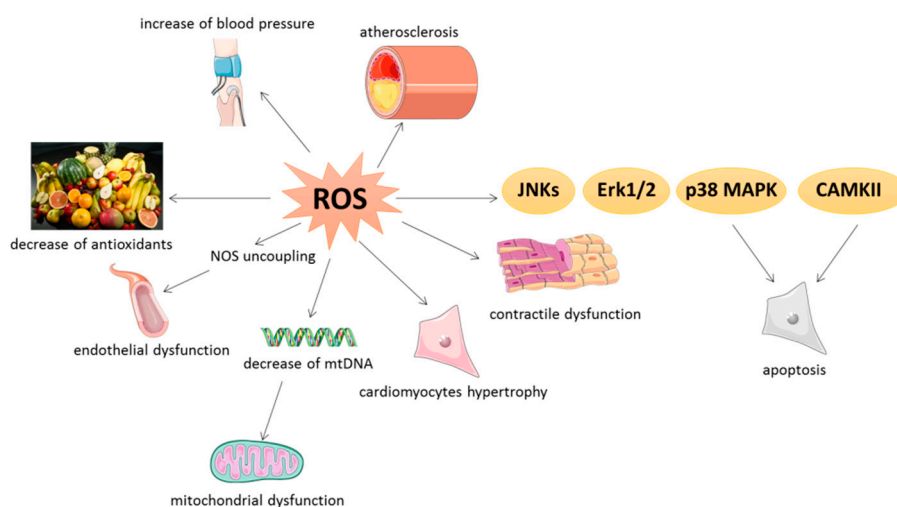 increase of blood pressure
atherosclerosis
ROS
JNKs
Erk1/2
p38 MAPK
CAMKII
decrease of antioxidants
NOS uncoupling
endothelial dysfunction
decrease of mtDNA
cardiomyocytes hypertrophy
contractile dysfunction
apoptosis
mitochondrial dysfunction